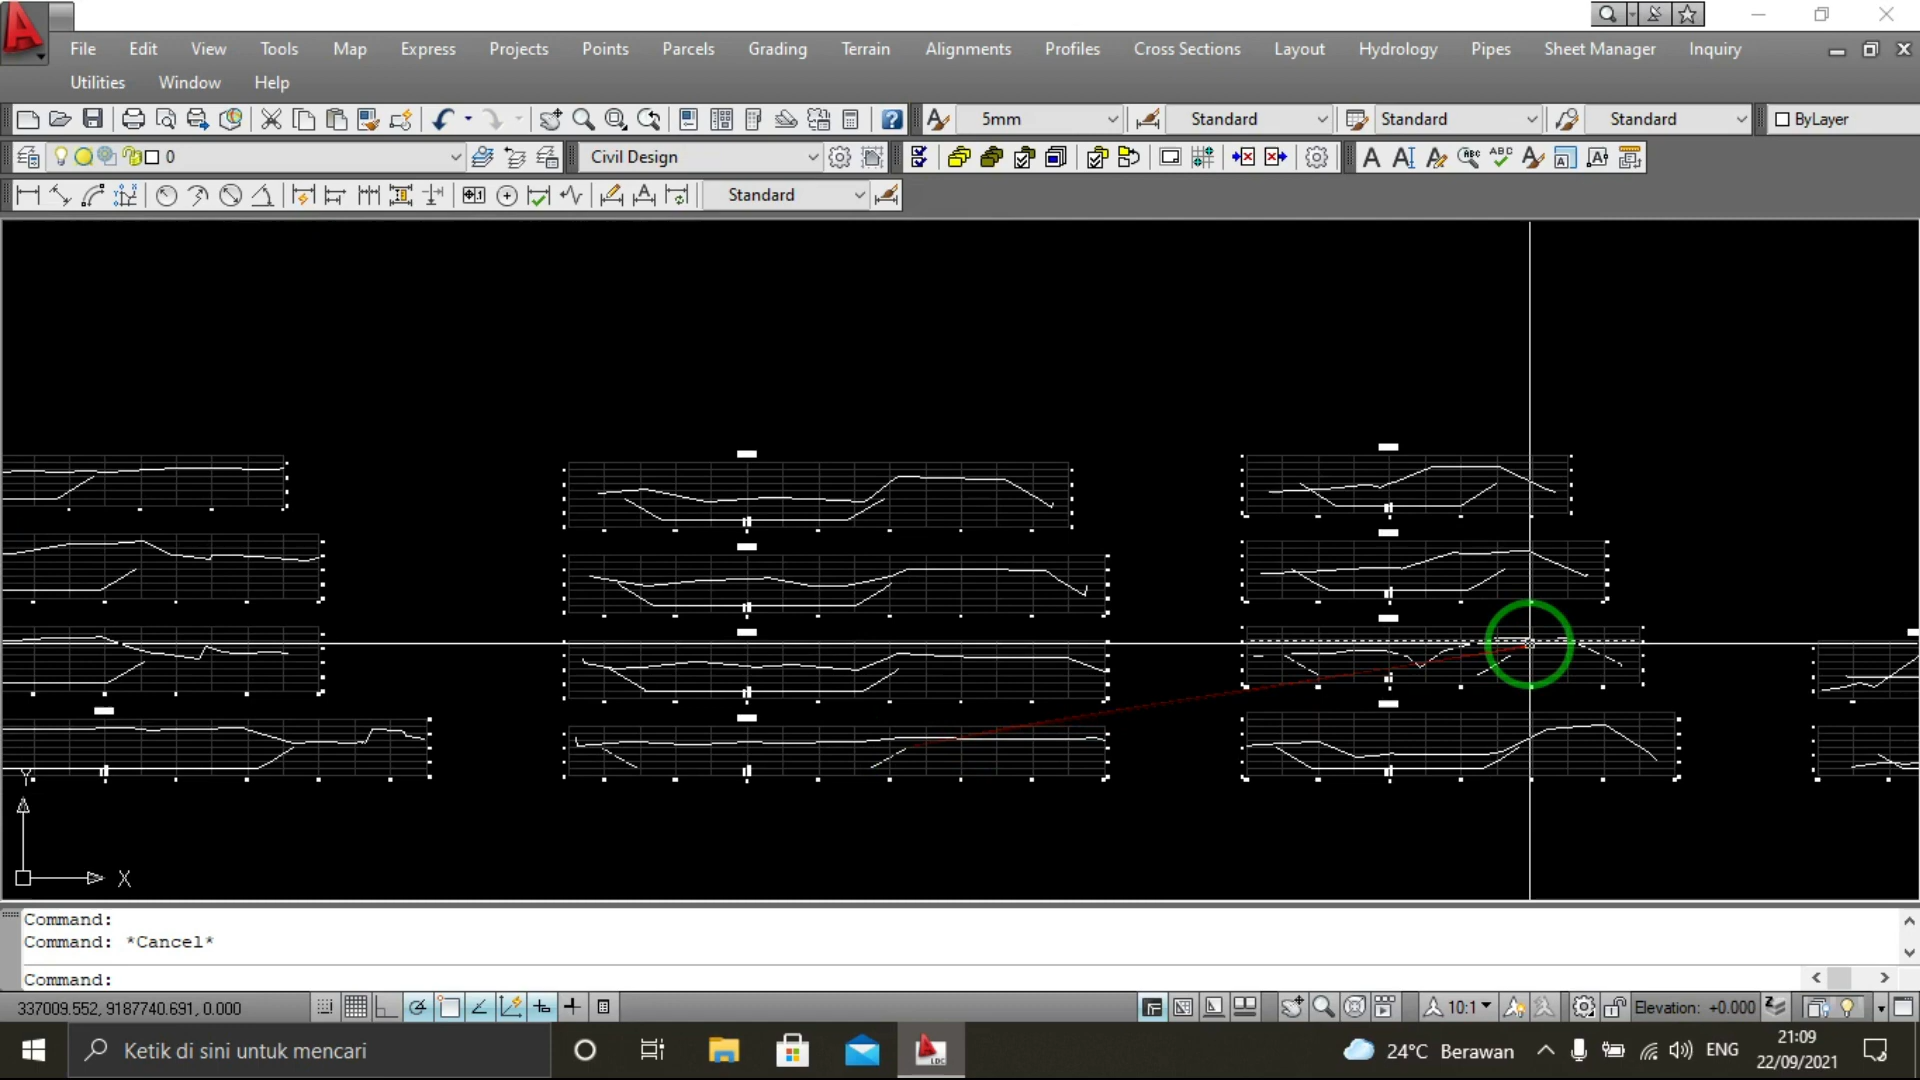 File Edit View Tools Map Express Projects Points Parcels Grading Terrain Alignments Profiles Cross Sections Layout Hydrology Pipes Sheet Manager Inquiry
Utilities Window Help
5mm Standard Standard Standard ByLayer
0 Civil Design
Standard
Y
X
Command:
Command: *Cancel*
Command:
337009.552, 9187740.691, 0.000 10:1 Elevation: +0.000
Ketik di sini untuk mencari LDC 24°C Berawan ENG 21:09
22/09/2021